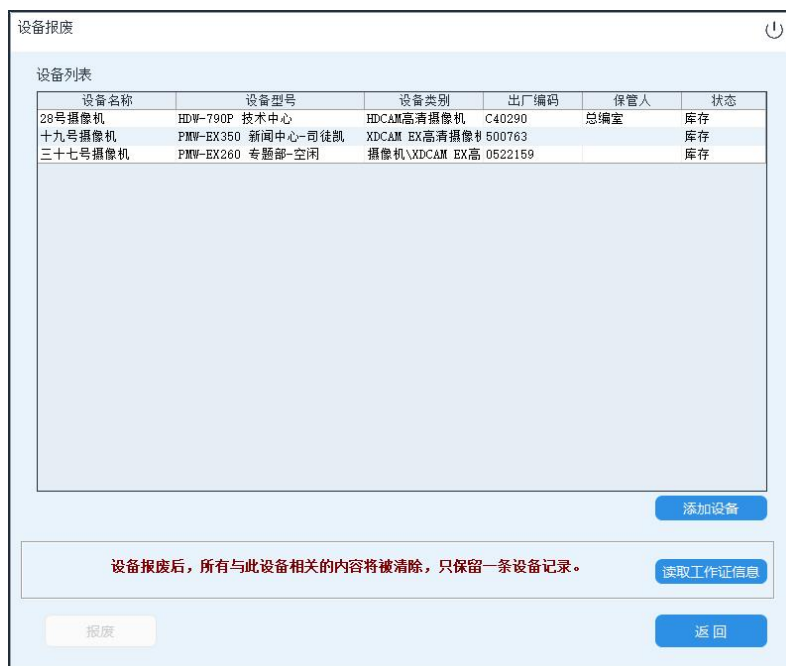 设备报废
设备列表
设备名称 设备型号 设备类别 出厂编码 保管人 状态
28号摄像机 HDW-790P 技术中心 HDCAM高清摄像机 C40290 总编室 库存
十九号摄像机 PMW-EX350 新闻中心-司徒凯 XDCAM EX高清摄像机 500763 库存
三十七号摄像机 PMW-EX260 专题部-空闲 摄像机\XDCAM EX高 0522159 库存
添加设备
设备报废后，所有与此设备相关的内容将被清除，只保留一条设备记录。
读取工作证信息
报废
返回